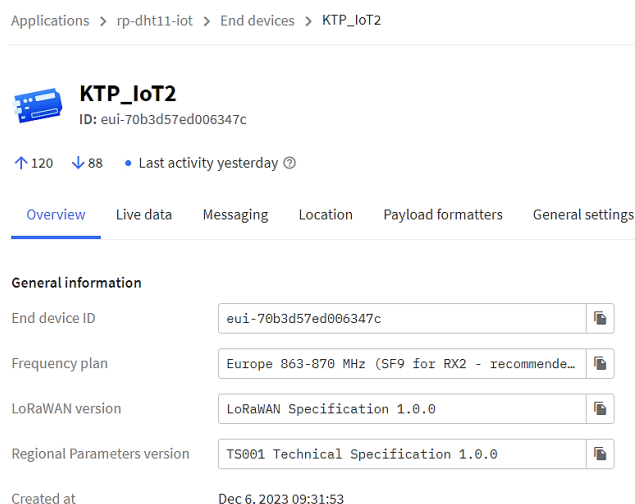 Applications > rp-dht11-iot > End devices > KTP_IoT2
KTP_IoT2
ID: eui-70b3d57ed006347c
↑ 120 ↓ 88 • Last activity yesterday ?
Overview Live data Messaging Location Payload formatters General settings
General information
End device ID eui-70b3d57ed006347c
Frequency plan Europe 863-870 MHz (SF9 for RX2 - recommende…
LoRaWAN version LoRaWAN Specification 1.0.0
Regional Parameters version TS001 Technical Specification 1.0.0
Created at Dec 6, 2023 09:31:53